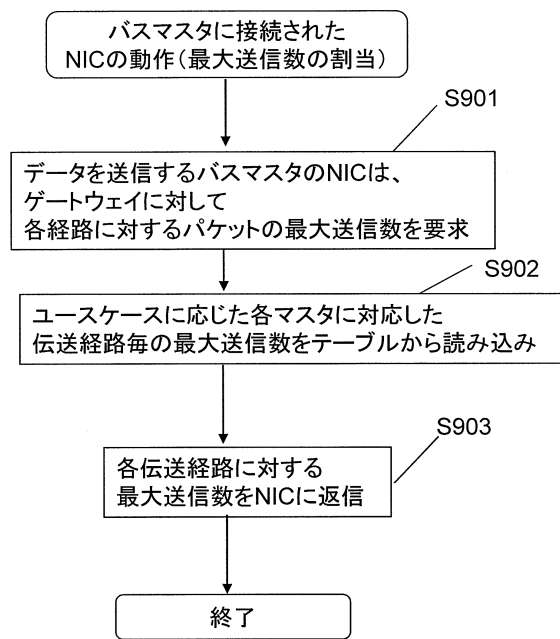 バスマスタに接続された
NICの動作(最大送信数の割当)
S901
データを送信するバスマスタのNICは、
ゲートウェイに対して
各経路に対するパケットの最大送信数を要求
S902
ユースケースに応じた各マスタに対応した
伝送経路毎の最大送信数をテーブルから読み込み
S903
各伝送経路に対する
最大送信数をNICに返信
終了